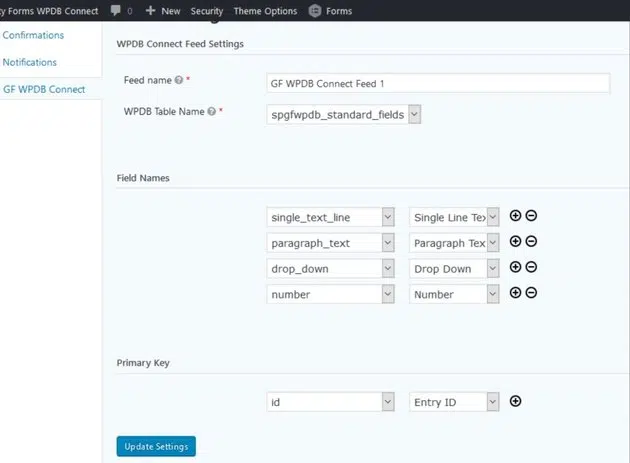 ty Forms WPDB Connect 0 + New Security Theme Options Forms
Confirmations
Notifications
GF WPDB Connect
WPDB Connect Feed Settings
Feed name ? * GF WPDB Connect Feed 1
WPDB Table Name ? * spgfwpdb_standard_fields
Field Names
single_text_line Single Line Tex
paragraph_text Paragraph Tex
drop_down Drop Down
number Number
Primary Key
id Entry ID
Update Settings